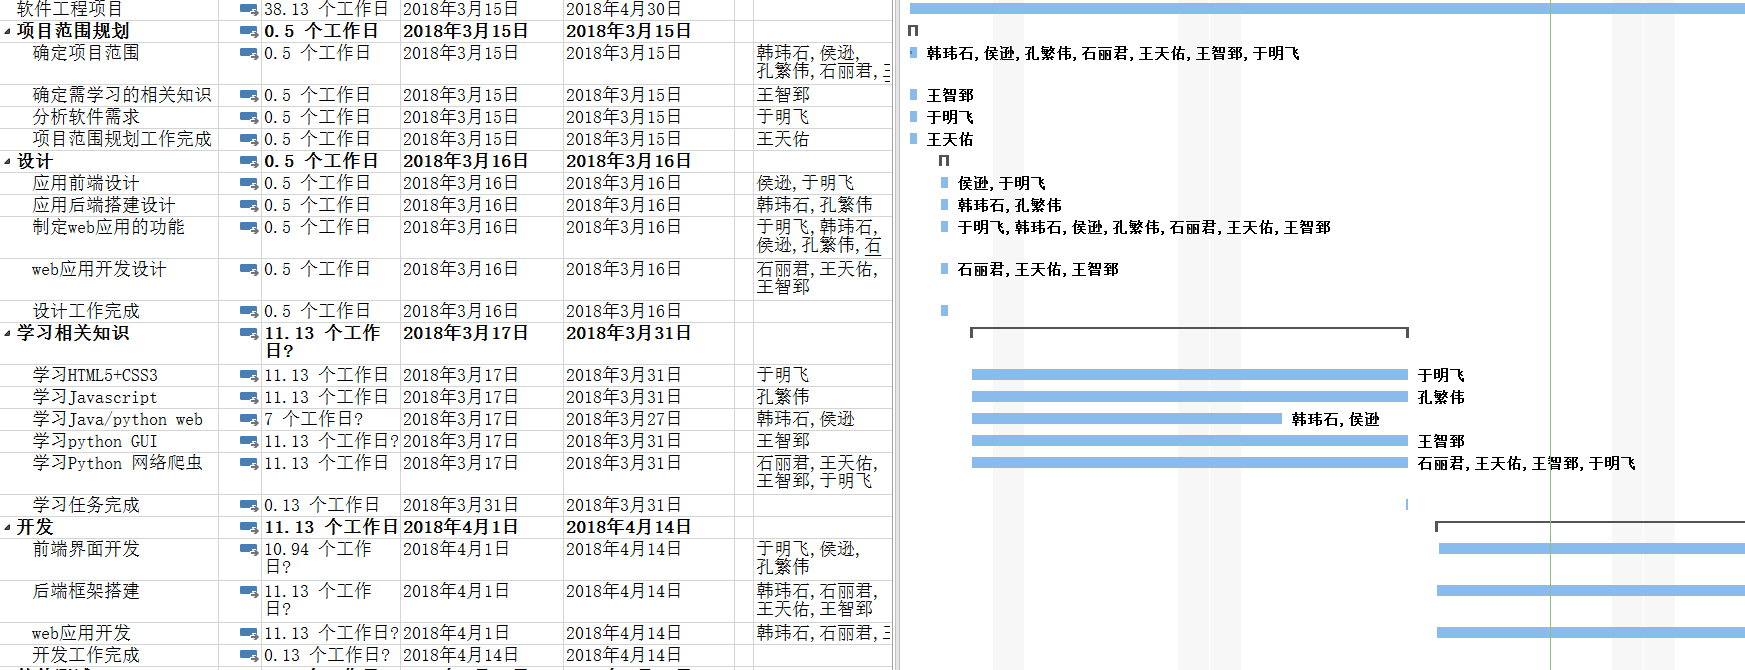 软件工程项目 38.13 个工作日 2018年3月15日 2018年4月30日
项目范围规划 0.5 个工作日 2018年3月15日 2018年3月15日
确定项目范围 0.5 个工作日 2018年3月15日 2018年3月15日 韩玮石,侯逊,
孔繁伟,石丽君,
韩玮石,侯逊,孔繁伟,石丽君,王天佑,王智郅,于明飞
确定需学习的相关知识 0.5 个工作日 2018年3月15日 2018年3月15日 王智郅 王智郅
分析软件需求 0.5 个工作日 2018年3月15日 2018年3月15日 于明飞 于明飞
项目范围规划工作完成 0.5 个工作日 2018年3月15日 2018年3月15日 王天佑 王天佑
设计 0.5 个工作日 2018年3月16日 2018年3月16日
应用前端设计 0.5 个工作日 2018年3月16日 2018年3月16日 侯逊,于明飞 侯逊,于明飞
应用后端搭建设计 0.5 个工作日 2018年3月16日 2018年3月16日 韩玮石,孔繁伟 韩玮石,孔繁伟
制定web应用的功能 0.5 个工作日 2018年3月16日 2018年3月16日 于明飞,韩玮石,
侯逊,孔繁伟,石
于明飞,韩玮石,侯逊,孔繁伟,石丽君,王天佑,王智郅
web应用开发设计 0.5 个工作日 2018年3月16日 2018年3月16日 石丽君,王天佑,
王智郅
石丽君,王天佑,王智郅
设计工作完成 0.5 个工作日 2018年3月16日 2018年3月16日
学习相关知识 11.13 个工作 2018年3月17日 2018年3月31日
日?
学习HTML5+CSS3 11.13 个工作日 2018年3月17日 2018年3月31日 于明飞 于明飞
学习Javascript 11.13 个工作日 2018年3月17日 2018年3月31日 孔繁伟 孔繁伟
学习Java/python web 7 个工作日? 2018年3月17日 2018年3月27日 韩玮石,侯逊 韩玮石,侯逊
学习python GUI 11.13 个工作日? 2018年3月17日 2018年3月31日 王智郅 王智郅
学习Python 网络爬虫 11.13 个工作日 2018年3月17日 2018年3月31日 石丽君,王天佑,
王智郅,于明飞
石丽君,王天佑,王智郅,于明飞
学习任务完成 0.13 个工作日 2018年3月31日 2018年3月31日
开发 11.13 个工作日 2018年4月1日 2018年4月14日
前端界面开发 10.94 个工作 2018年4月1日 2018年4月14日 于明飞,侯逊,
日? 孔繁伟
后端框架搭建 11.13 个工作 2018年4月1日 2018年4月14日 韩玮石,石丽君,
日? 王天佑,王智郅
web应用开发 11.13 个工作日? 2018年4月1日 2018年4月14日 韩玮石,石丽君,
开发工作完成 0.13 个工作日? 2018年4月14日 2018年4月14日